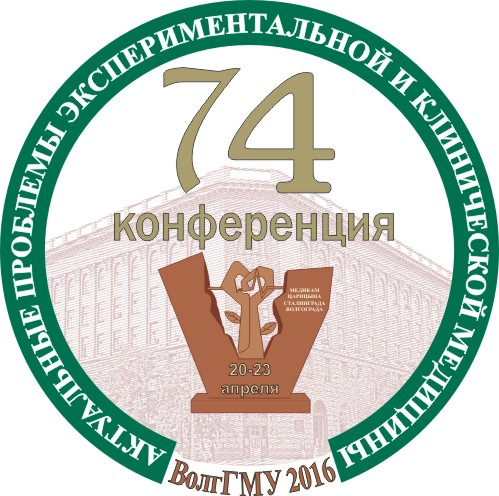 АКТУАЛЬНЫЕ ПРОБЛЕМЫ ЭКСПЕРИМЕНТАЛЬНОЙ И КЛИНИЧЕСКОЙ МЕДИЦИНЫ
74
конференция
МЕДИКАМ
ЦАРИЦЫНА
СТАЛИНГРАДА
ВОЛГОГРАДА
20-23
апреля
ВолгГМУ 2016